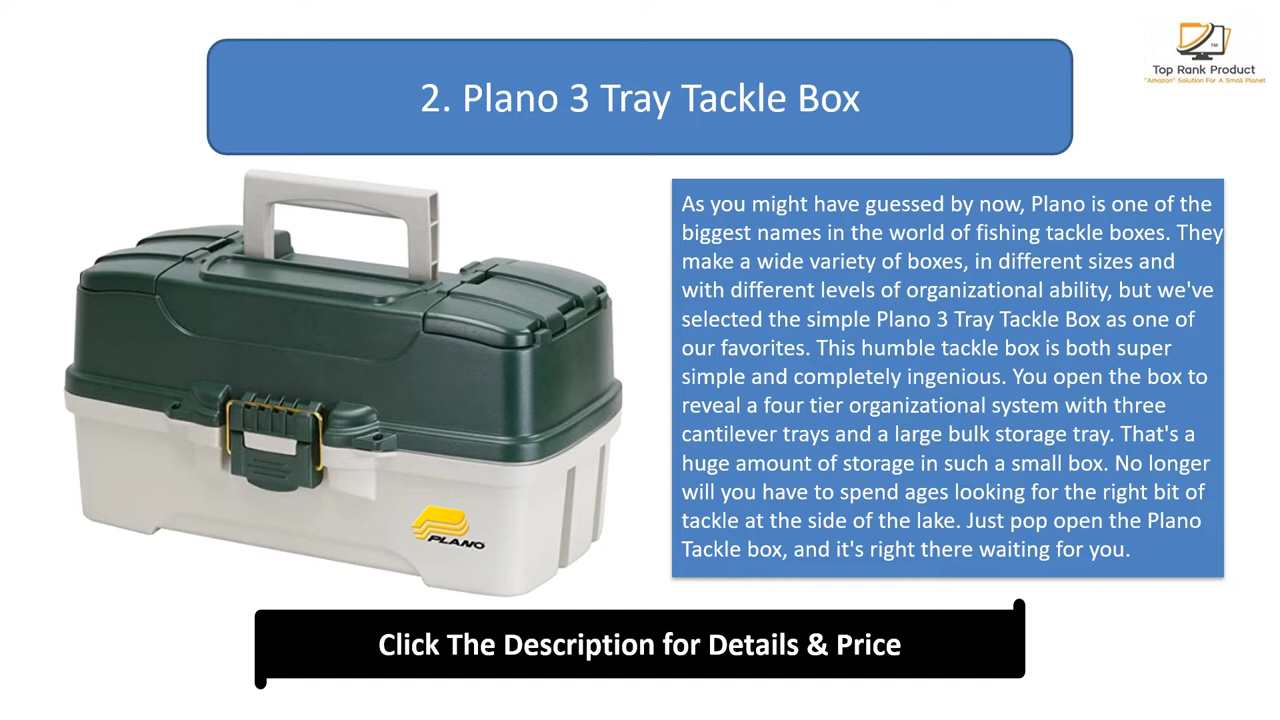 Top Rank Product
"Amazon" Solution For A Small Planet
TM
2. Plano 3 Tray Tackle Box
As you might have guessed by now, Plano is one of the
biggest names in the world of fishing tackle boxes. They
make a wide variety of boxes, in different sizes and
with different levels of organizational ability, but we've
selected the simple Plano 3 Tray Tackle Box as one of
our favorites. This humble tackle box is both super
simple and completely ingenious. You open the box to
reveal a four tier organizational system with three
cantilever trays and a large bulk storage tray. That's a
huge amount of storage in such a small box. No longer
will you have to spend ages looking for the right bit of
tackle at the side of the lake. Just pop open the Plano
Tackle box, and it's right there waiting for you.
PLANO
Click The Description for Details & Price